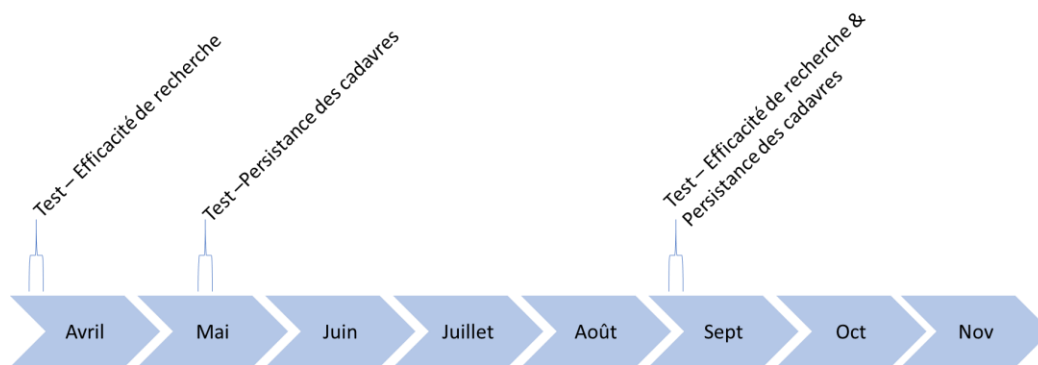 Test – Efficacité de recherche
Test –Persistance des cadavres
Test – Efficacité de recherche &
Persistance des cadavres
Avril
Mai
Juin
Juillet
Août
Sept
Oct
Nov